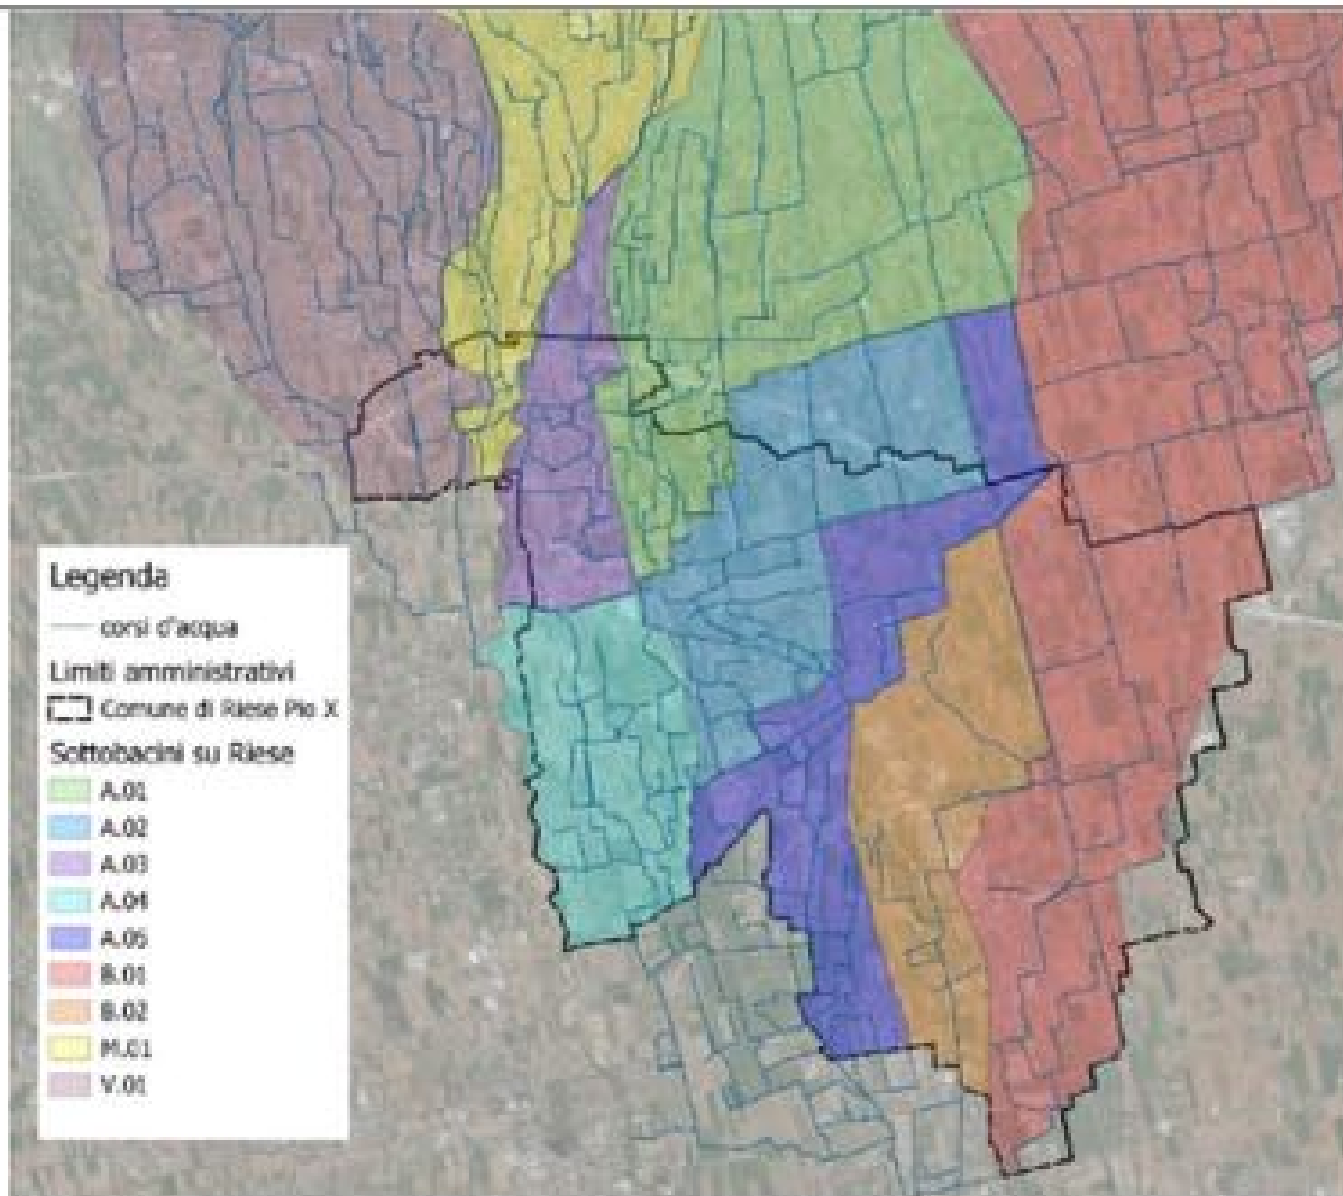 Legenda
corsi d'acqua
Limiti amministrativi
Comune di Riese Pio X
Sottobacini su Riese
A.01
A.02
A.03
A.04
A.05
B.01
B.02
M.01
V.01